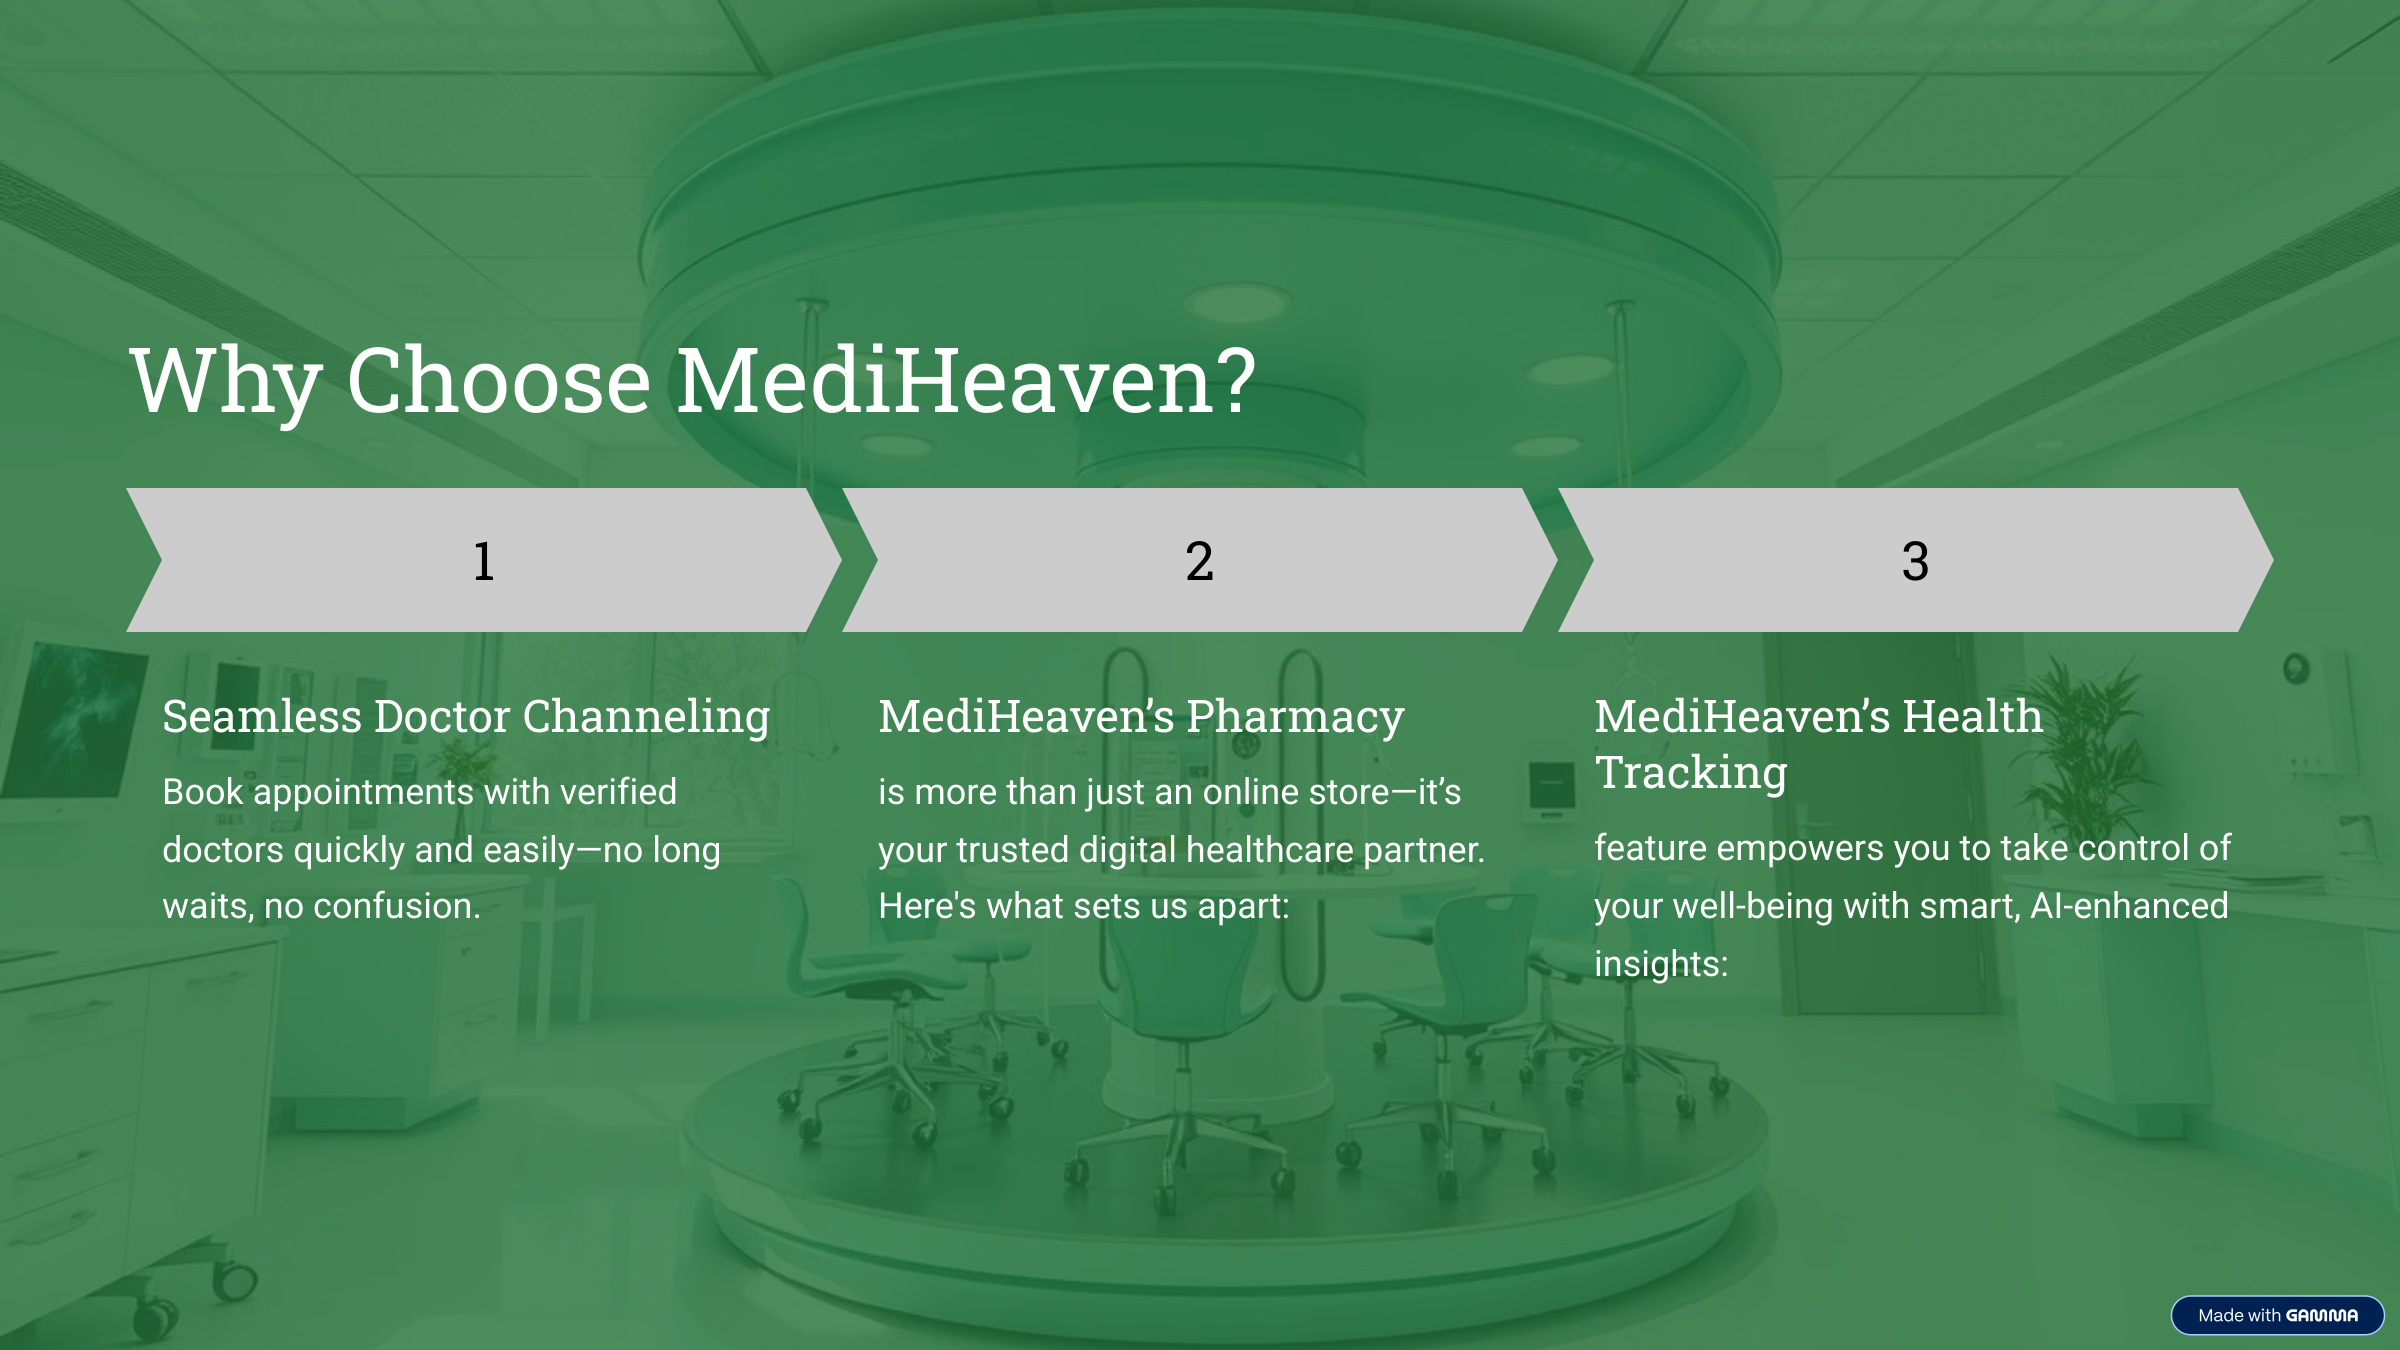 Why Choose MediHeaven?
1
2
3
Seamless Doctor Channeling
Book appointments with verified
doctors quickly and easily—no long
waits, no confusion.
MediHeaven’s Pharmacy
is more than just an online store—it’s
your trusted digital healthcare partner.
Here's what sets us apart:
MediHeaven’s Health
Tracking
feature empowers you to take control of
your well-being with smart, AI-enhanced
insights:
Made with GAMMA